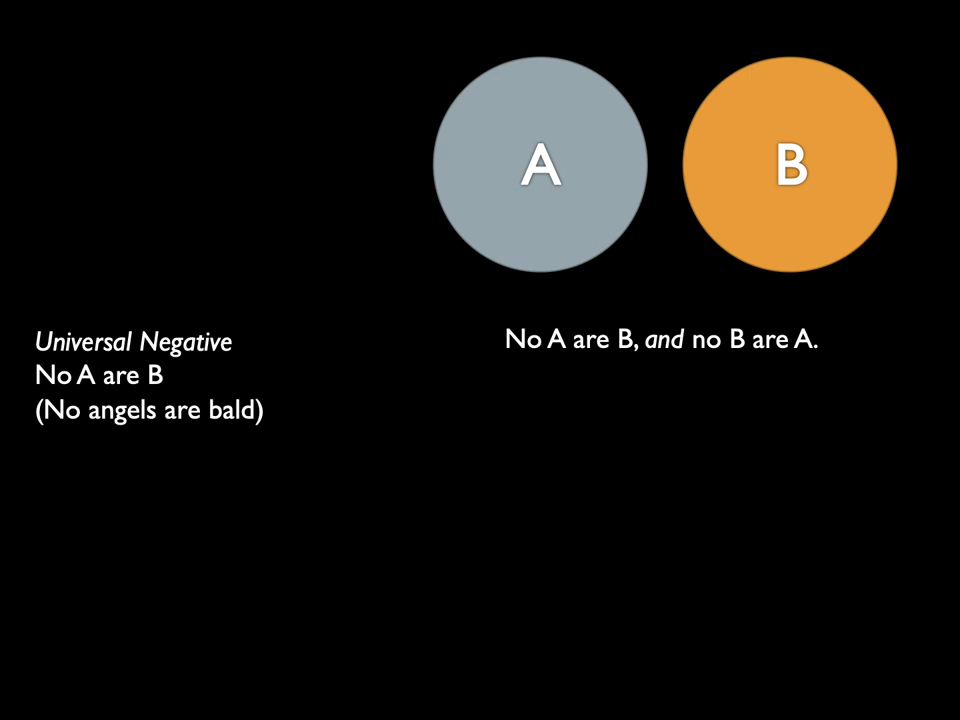 A
B
Universal Negative
No A are B
(No angels are bald)
No A are B, and no B are A.